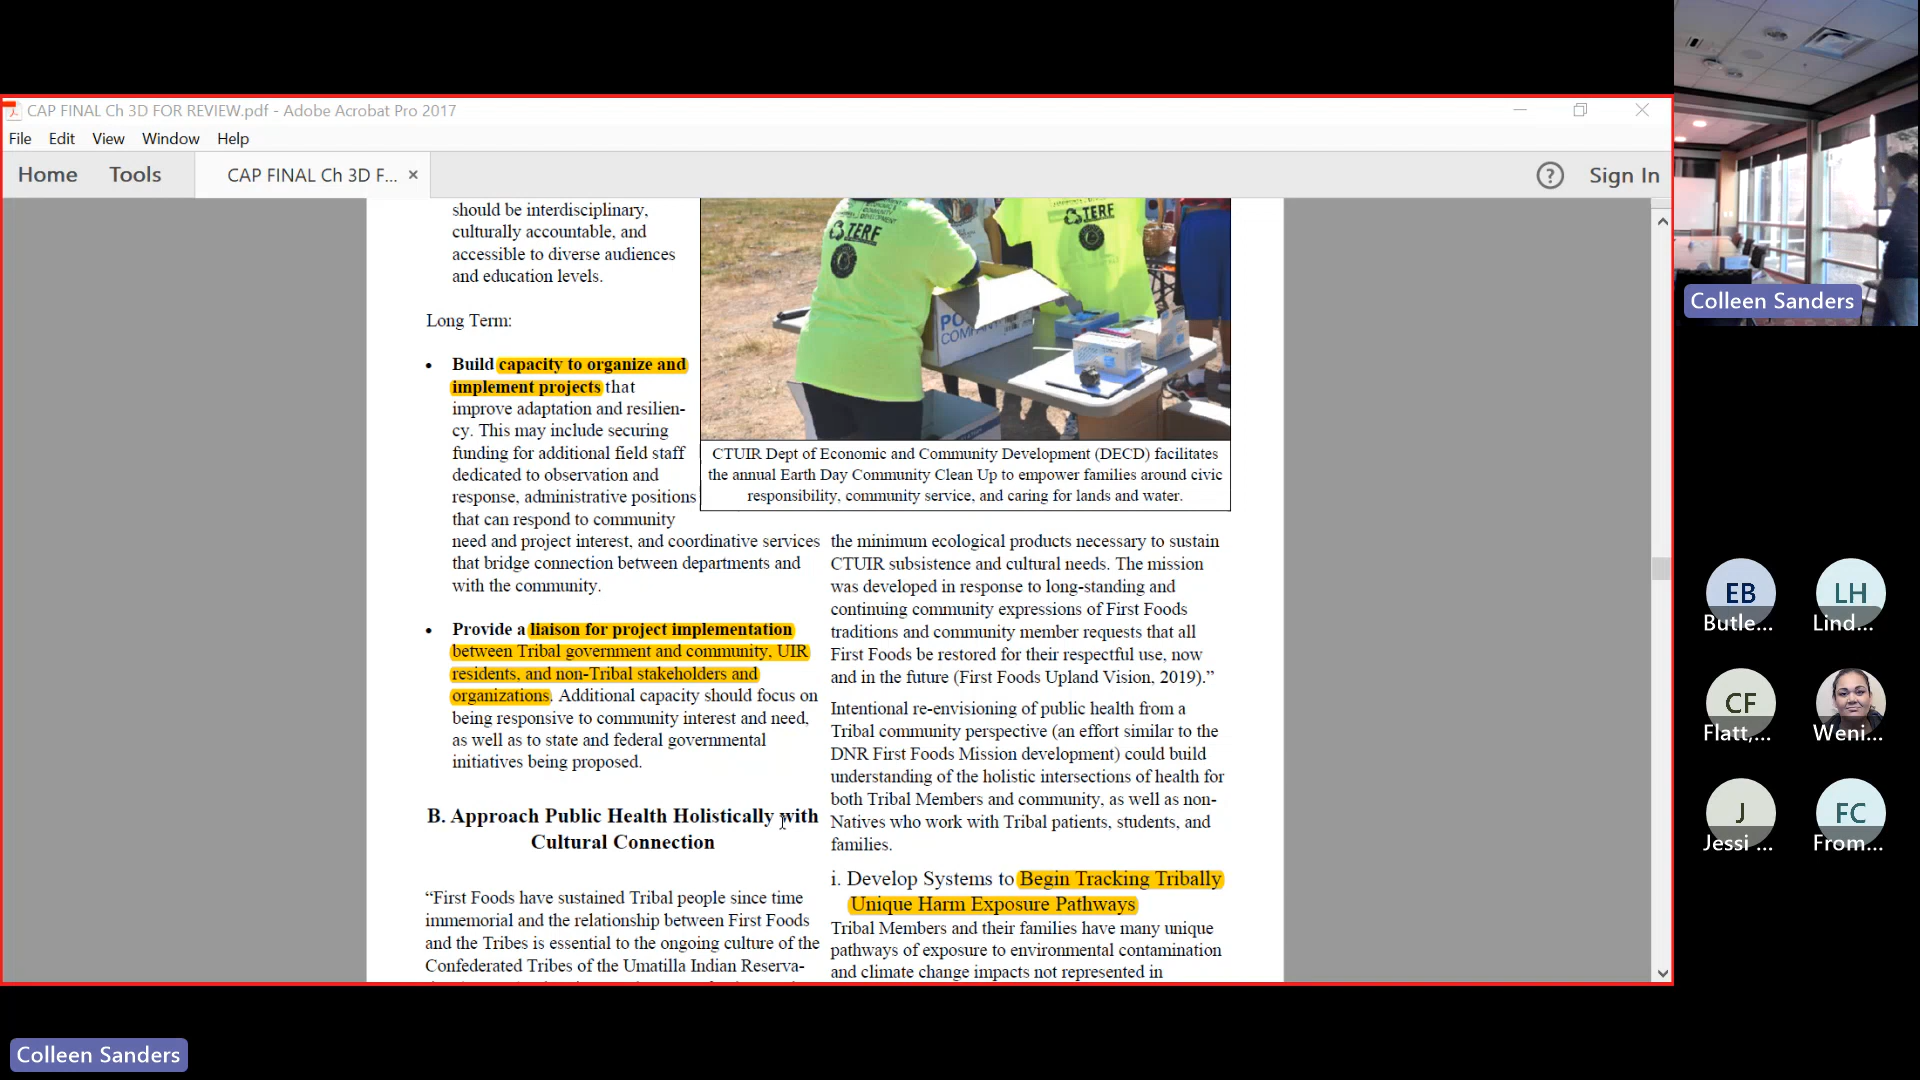 CAP FINAL Ch 3D FOR REVIEW.pdf - Adobe Acrobat Pro 2017
File Edit View Window Help
Home Tools CAP FINAL Ch 3D F... × ? Sign In
should be interdisciplinary,
culturally accountable, and
accessible to diverse audiences
and education levels.
Long Term:
• Build capacity to organize and
implement projects that
improve adaptation and resilien-
cy. This may include securing
funding for additional field staff
dedicated to observation and
response, administrative positions
that can respond to community
need and project interest, and coordinative services
that bridge connection between departments and
with the community.
• Provide a liaison for project implementation
between Tribal government and community, UIR
residents, and non-Tribal stakeholders and
organizations. Additional capacity should focus on
being responsive to community interest and need,
as well as to state and federal governmental
initiatives being proposed.
B. Approach Public Health Holistically with
Cultural Connection
“First Foods have sustained Tribal people since time
immemorial and the relationship between First Foods
and the Tribes is essential to the ongoing culture of the
Confederated Tribes of the Umatilla Indian Reserva-
TERF
TERF
CTUIR Dept of Economic and Community Development (DECD) facilitates
the annual Earth Day Community Clean Up to empower families around civic
responsibility, community service, and caring for lands and water.
the minimum ecological products necessary to sustain
CTUIR subsistence and cultural needs. The mission
was developed in response to long-standing and
continuing community expressions of First Foods
traditions and community member requests that all
First Foods be restored for their respectful use, now
and in the future (First Foods Upland Vision, 2019).”
Intentional re-envisioning of public health from a
Tribal community perspective (an effort similar to the
DNR First Foods Mission development) could build
understanding of the holistic intersections of health for
both Tribal Members and community, as well as non-
Natives who work with Tribal patients, students, and
families.
i. Develop Systems to Begin Tracking Tribally
Unique Harm Exposure Pathways
Tribal Members and their families have many unique
pathways of exposure to environmental contamination
and climate change impacts not represented in
Colleen Sanders
EB LH
Butle... Lind...
CF
Flatt,... Weni...
J FC
Jessi ... From...
Colleen Sanders